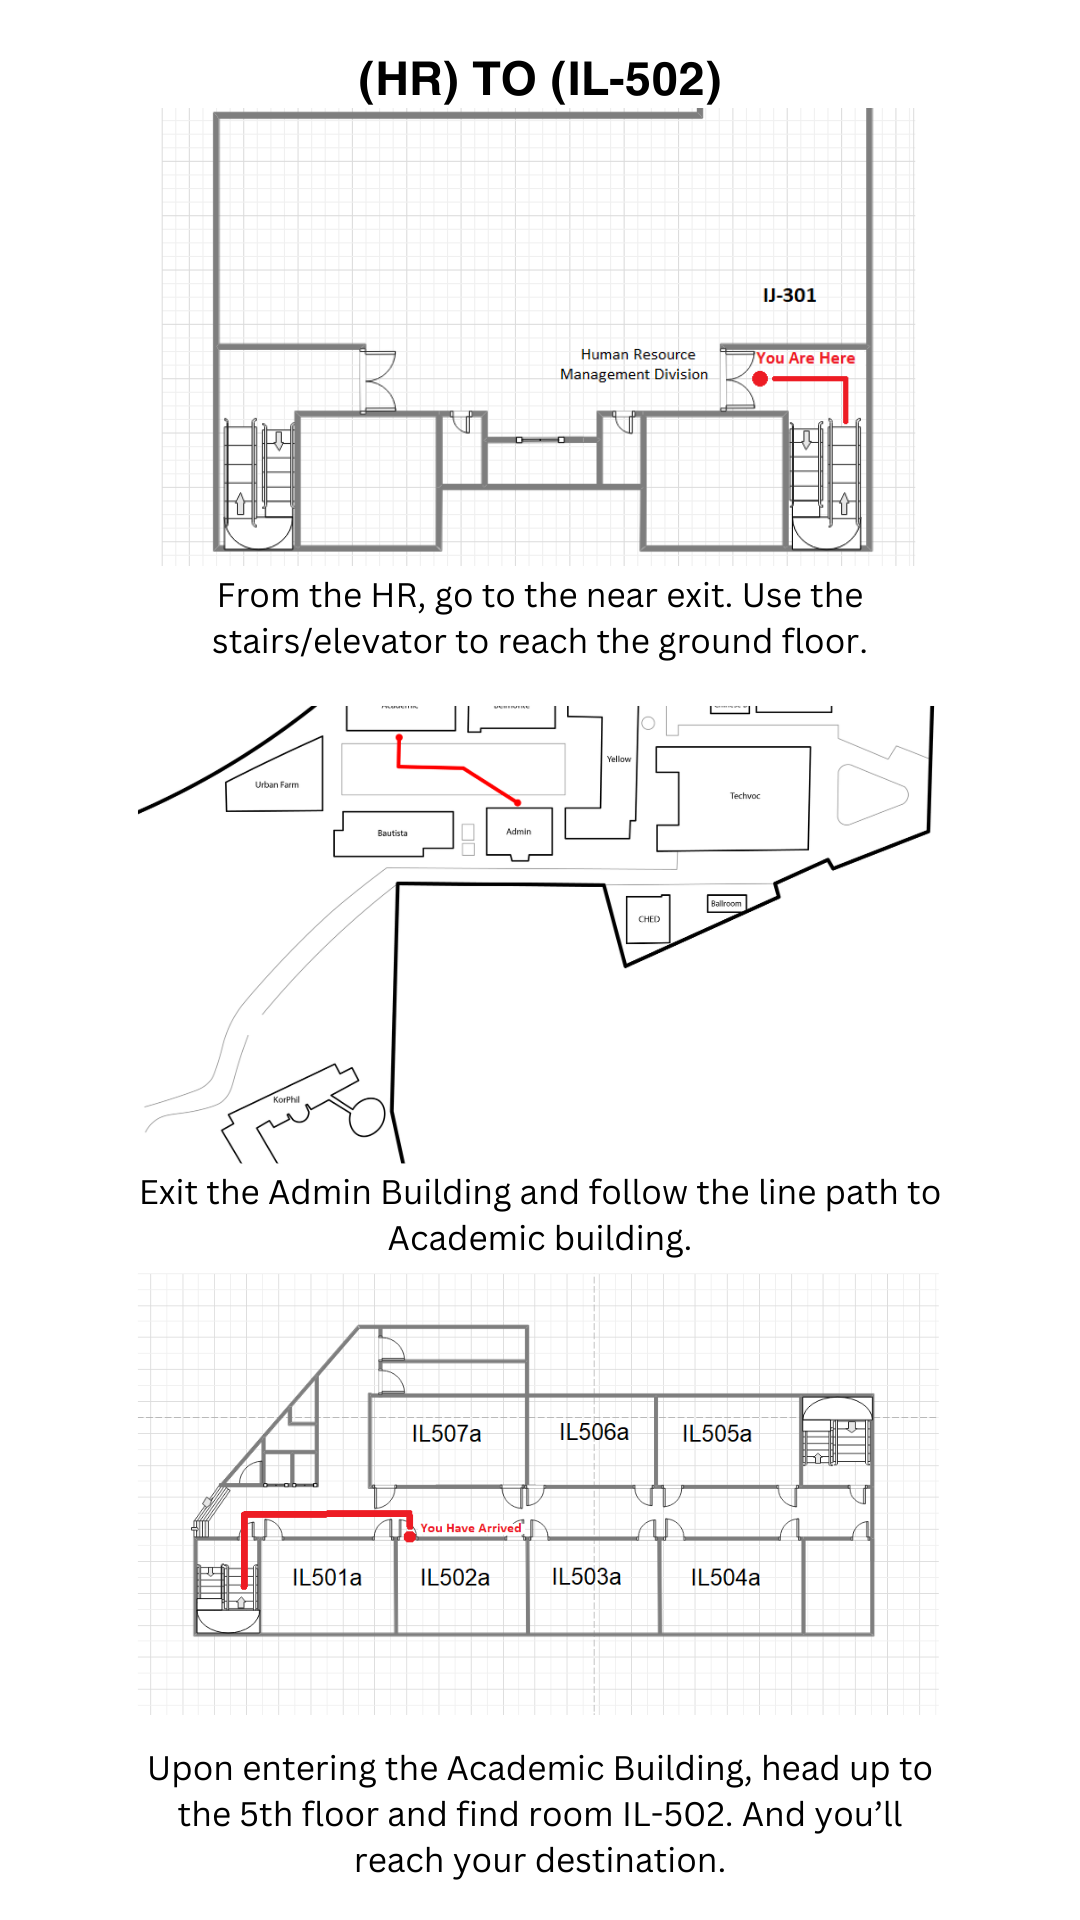 (HR) TO (IL-502)
IJ-301
Human Resource
Management Division
You Are Here
From the HR, go to the near exit. Use the
stairs/elevator to reach the ground floor.
Academic
Belmonte
Yellow
Urban Farm
Techvoc
Bautista
Admin
CHED
Ballroom
KorPhil
Exit the Admin Building and follow the line path to
Academic building.
IL507a
IL506a
IL505a
You Have Arrived
IL501a
IL502a
IL503a
IL504a
Upon entering the Academic Building, head up to
the 5th floor and find room IL-502. And you’ll
reach your destination.